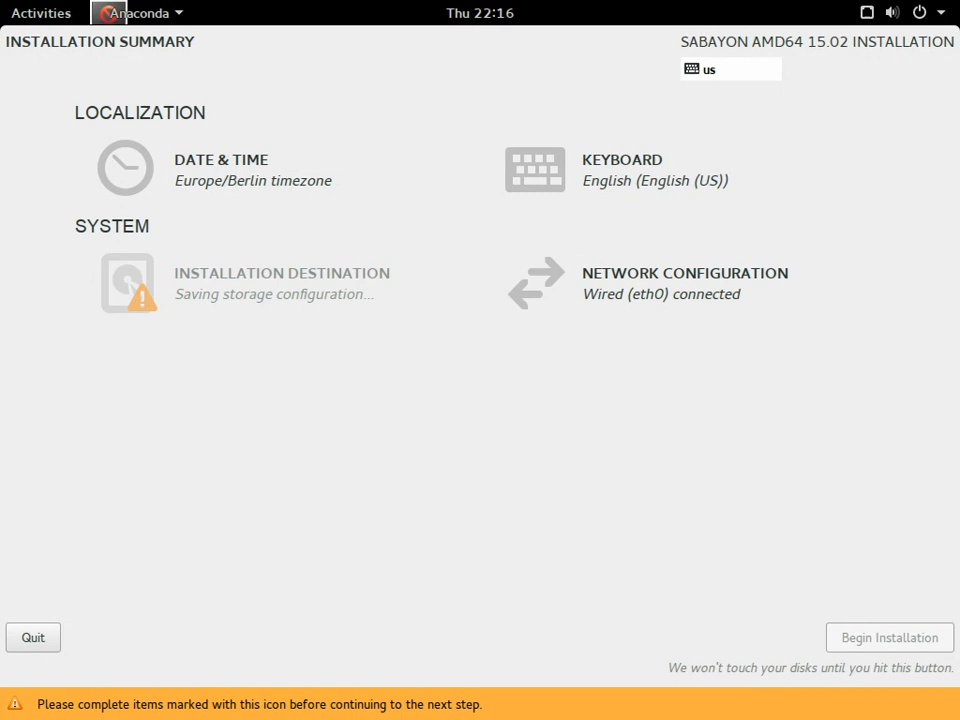 Activities
Anaconda
Thu 22:16
INSTALLATION SUMMARY
SABAYON AMD64 15.02 INSTALLATION
us
LOCALIZATION
DATE & TIME
Europe/Berlin timezone
KEYBOARD
English (English (US))
SYSTEM
INSTALLATION DESTINATION
Saving storage configuration...
NETWORK CONFIGURATION
Wired (eth0) connected
Quit
Begin Installation
We won't touch your disks until you hit this button.
Please complete items marked with this icon before continuing to the next step.